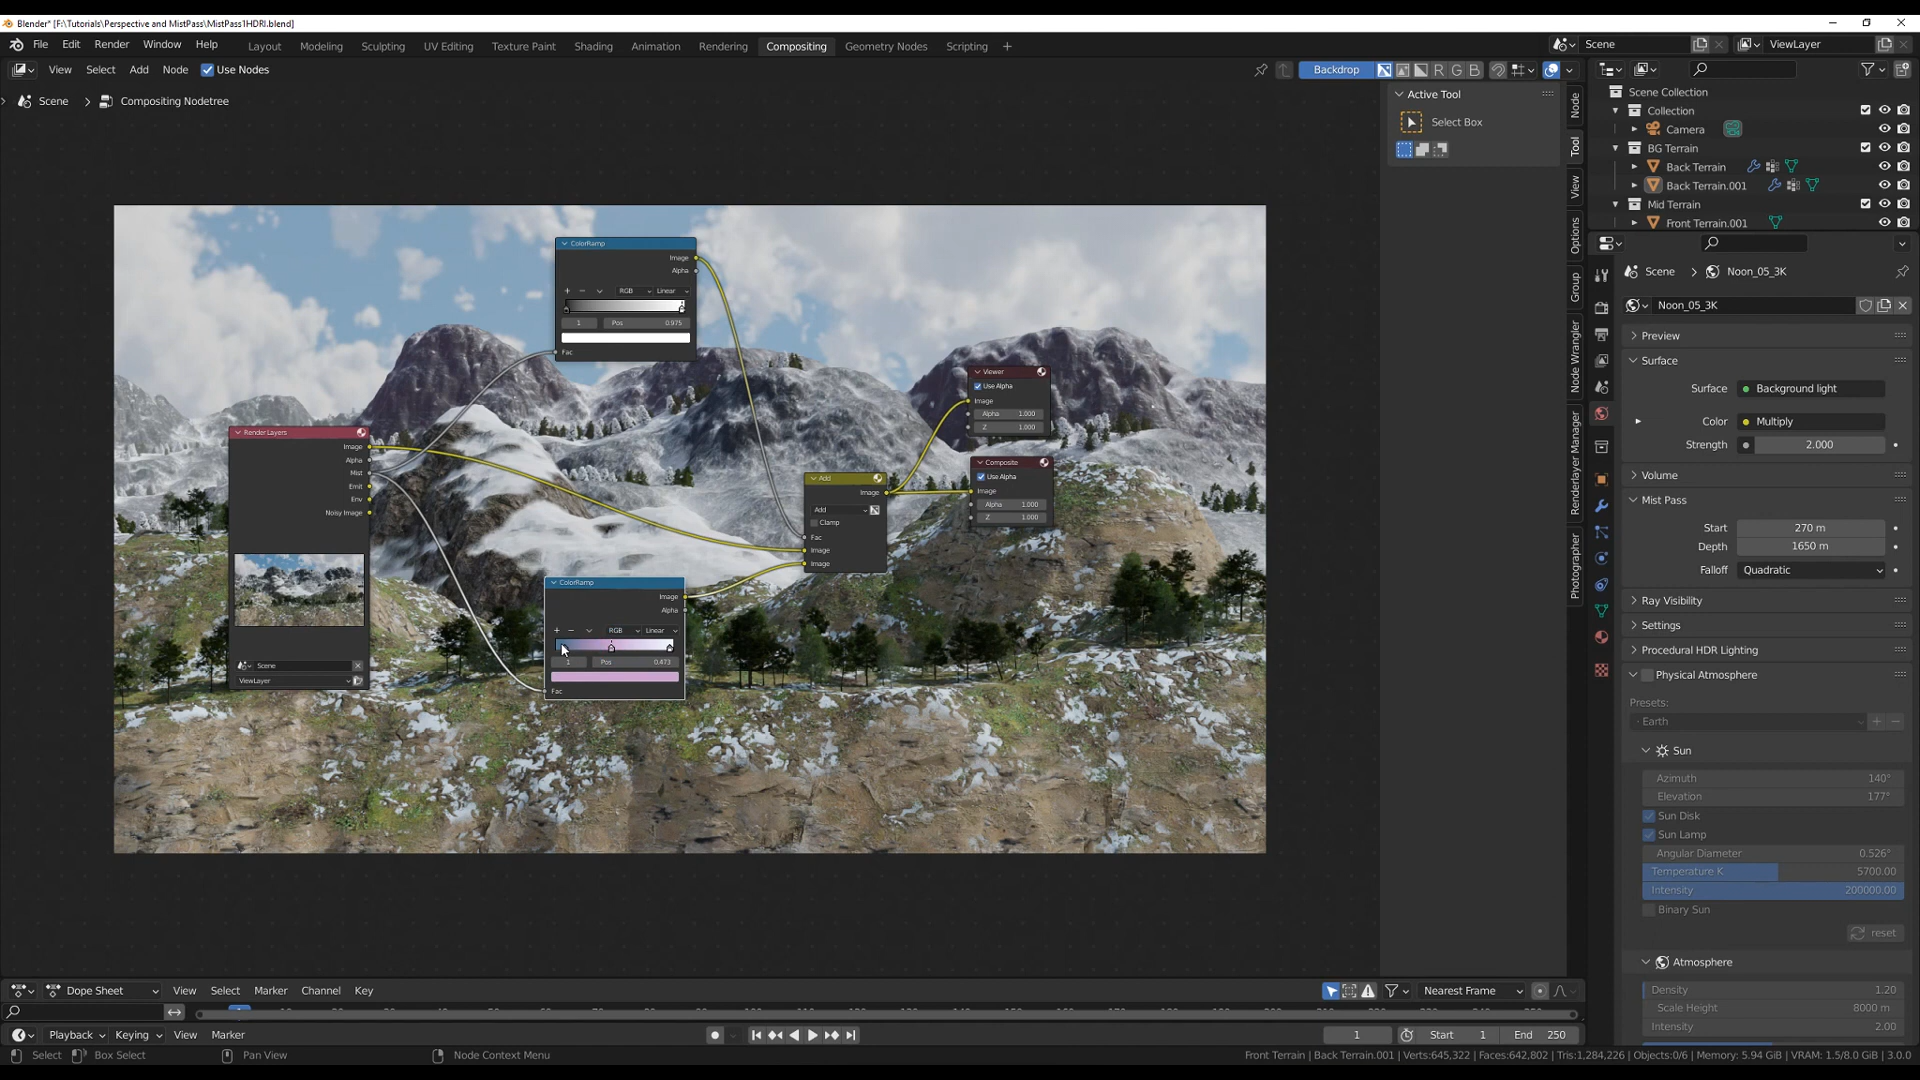 Blender* [F:\Tutorials\Perspective and MistPass\MistPass1HDRI.blend]
File Edit Render Window Help Layout Modeling Sculpting UV Editing Texture Paint Shading Animation Rendering Compositing Geometry Nodes Scripting + Scene ViewLayer
View Select Add Node Use Nodes Backdrop R G B
Scene > Compositing Nodetree
Active Tool
Select Box
Node
Tool
View
Options
Group
Node Wrangler
Renderlayer Manager
Photographer
Scene Collection
Collection
Camera
BG Terrain
Back Terrain
Back Terrain.001
Mid Terrain
Front Terrain.001
Scene > Noon_05_3K
Noon_05_3K
Preview
Surface
Surface Background light
Color Multiply
Strength 2.000
Volume
Mist Pass
Start 270 m
Depth 1650 m
Falloff Quadratic
Ray Visibility
Settings
Procedural HDR Lighting
Physical Atmosphere
Presets:
Earth
Sun
Azimuth 140°
Elevation 177°
Sun Disk
Sun Lamp
Angular Diameter 0.526°
Temperature K 5700.00
Intensity 200000.00
Binary Sun
reset
Atmosphere
Density 1.20
Scale Height 8000 m
Intensity 2.00
ColorRamp
Image
Alpha
RGB Linear
1 Pos 0.975
Fac
Render Layers
Image
Alpha
Mist
Emit
Env
Noisy Image
Scene
ViewLayer
ColorRamp
Image
Alpha
RGB Linear
1 Pos 0.473
Fac
Add
Image
Add
Clamp
Fac
Image
Image
Viewer
Use Alpha
Image
Alpha 1.000
Z 1.000
Composite
Use Alpha
Image
Alpha 1.000
Z 1.000
Dope Sheet View Select Marker Channel Key Nearest Frame
Playback Keying View Marker 1 Start 1 End 250
Select Box Select Pan View Node Context Menu Front Terrain | Back Terrain.001 | Verts:645,322 | Faces:642,802 | Tris:1,284,226 | Objects:0/6 | Memory: 5.94 GiB | VRAM: 1.5/8.0 GiB | 3.0.0